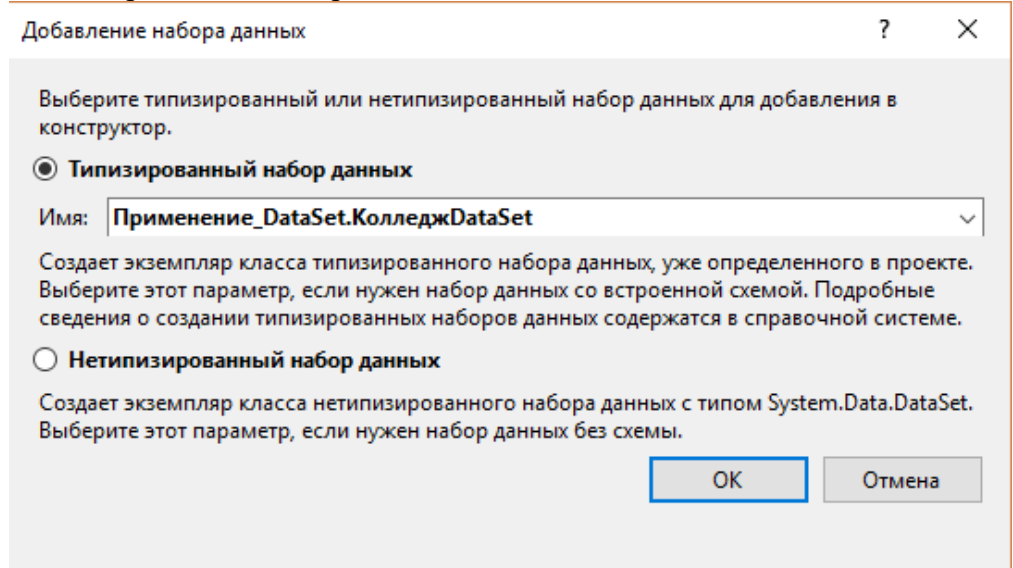 Добавление набора данных ? ×
Выберите типизированный или нетипизированный набор данных для добавления в
конструктор.
Типизированный набор данных
Имя: Применение_DataSet.КолледжDataSet
Создает экземпляр класса типизированного набора данных, уже определенного в проекте.
Выберите этот параметр, если нужен набор данных со встроенной схемой. Подробные
сведения о создании типизированных наборов данных содержатся в справочной системе.
Нетипизированный набор данных
Создает экземпляр класса нетипизированного набора данных с типом System.Data.DataSet.
Выберите этот параметр, если нужен набор данных без схемы.
ОК Отмена